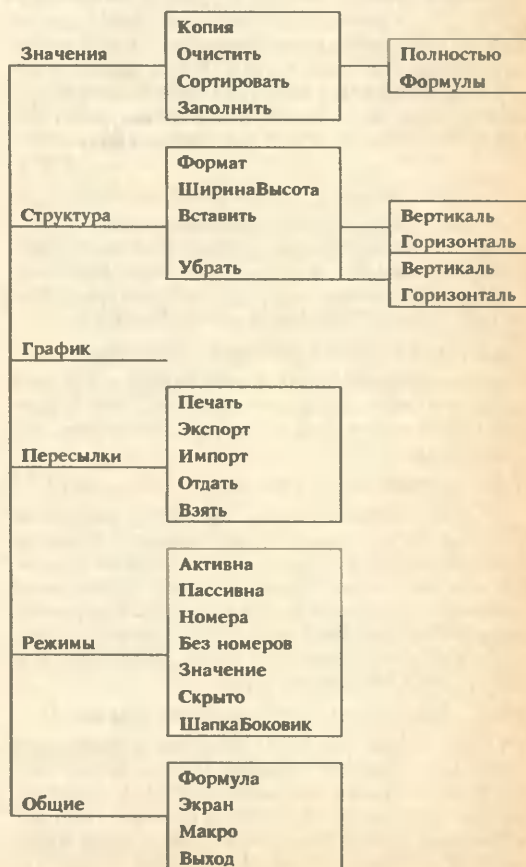 Значения
Копия
Очистить
Сортировать
Заполнить
Полностью
Формулы
Структура
Формат
ШиринаВысота
Вставить
Убрать
Вертикаль
Горизонталь
Вертикаль
Горизонталь
График
Пересылки
Печать
Экспорт
Импорт
Отдать
Взять
Режимы
Активна
Пассивна
Номера
Без номеров
Значение
Скрыто
ШапкаБоковик
Общие
Формула
Экран
Макро
Выход